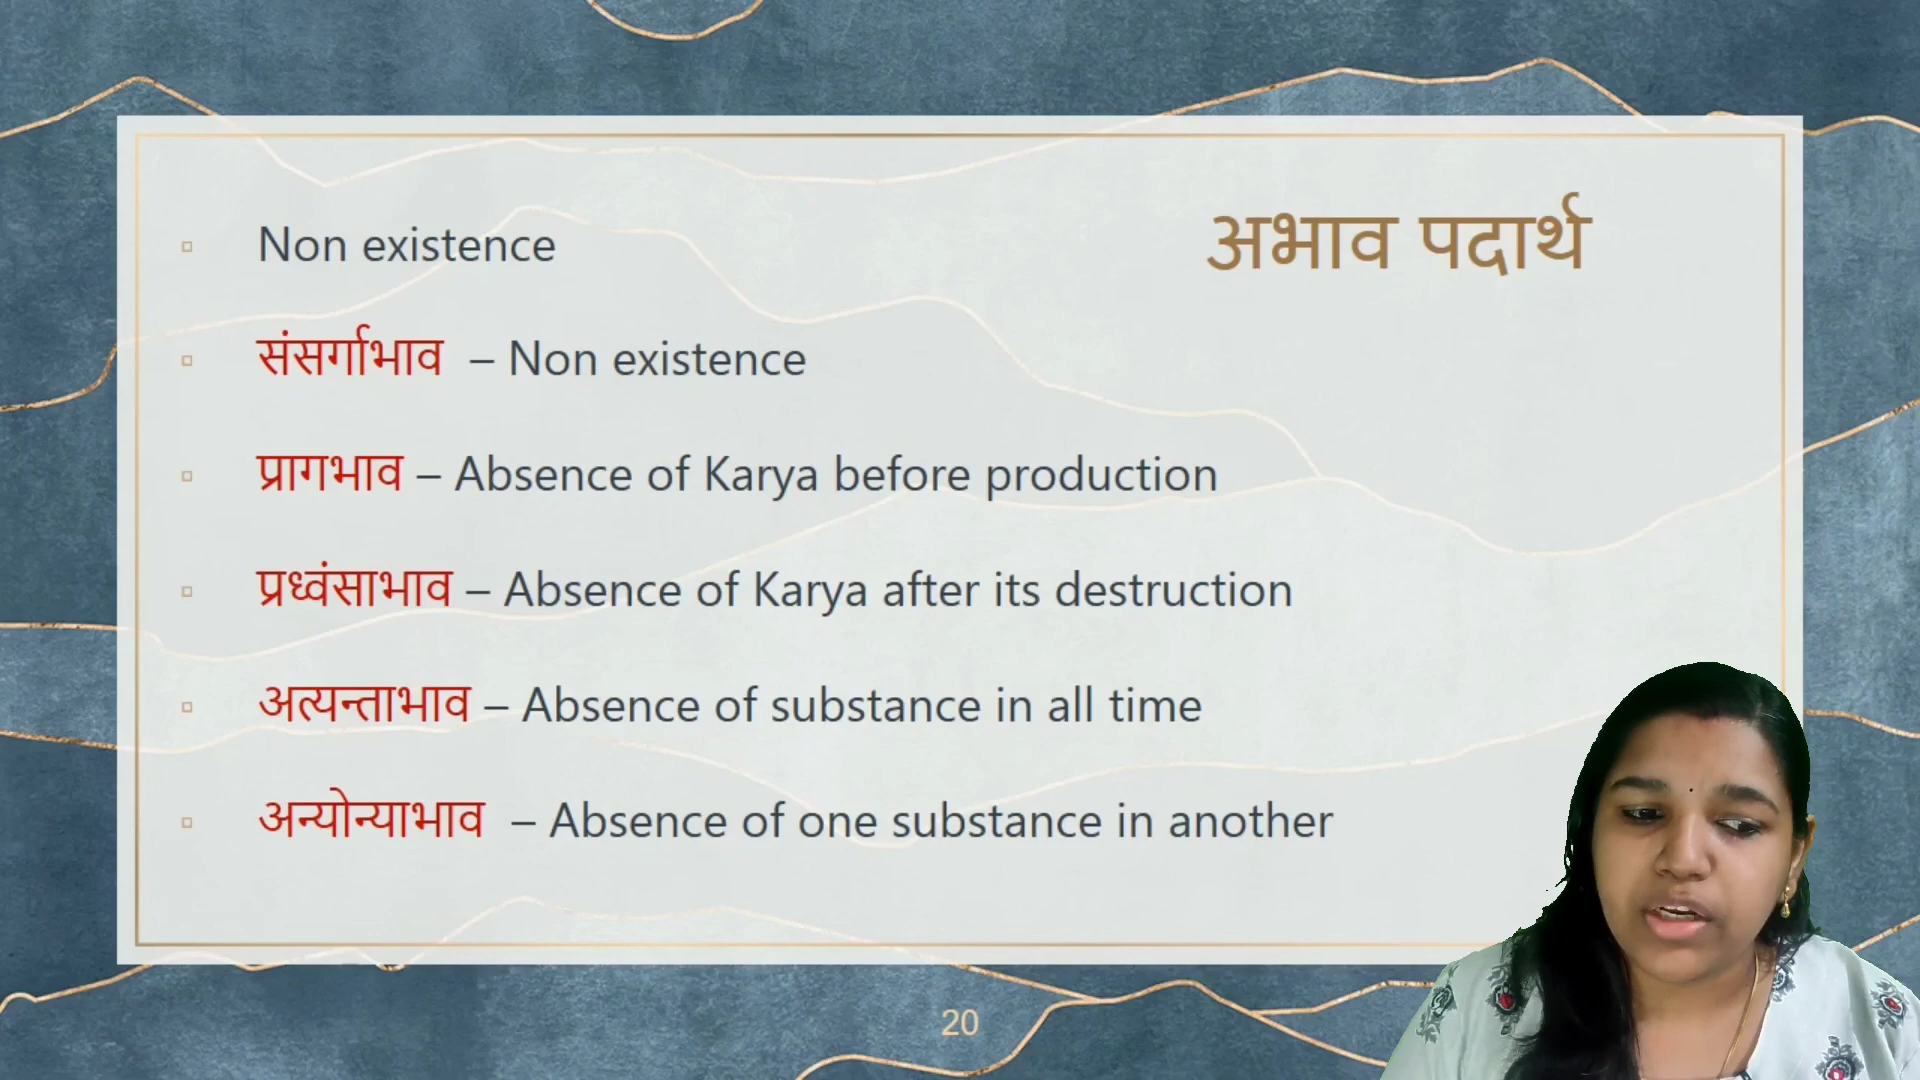 अभाव पदार्थ
Non existence
संसर्गाभाव – Non existence
प्रागभाव – Absence of Karya before production
प्रध्वंसाभाव – Absence of Karya after its destruction
अत्यन्ताभाव – Absence of substance in all time
अन्योन्याभाव – Absence of one substance in another
20